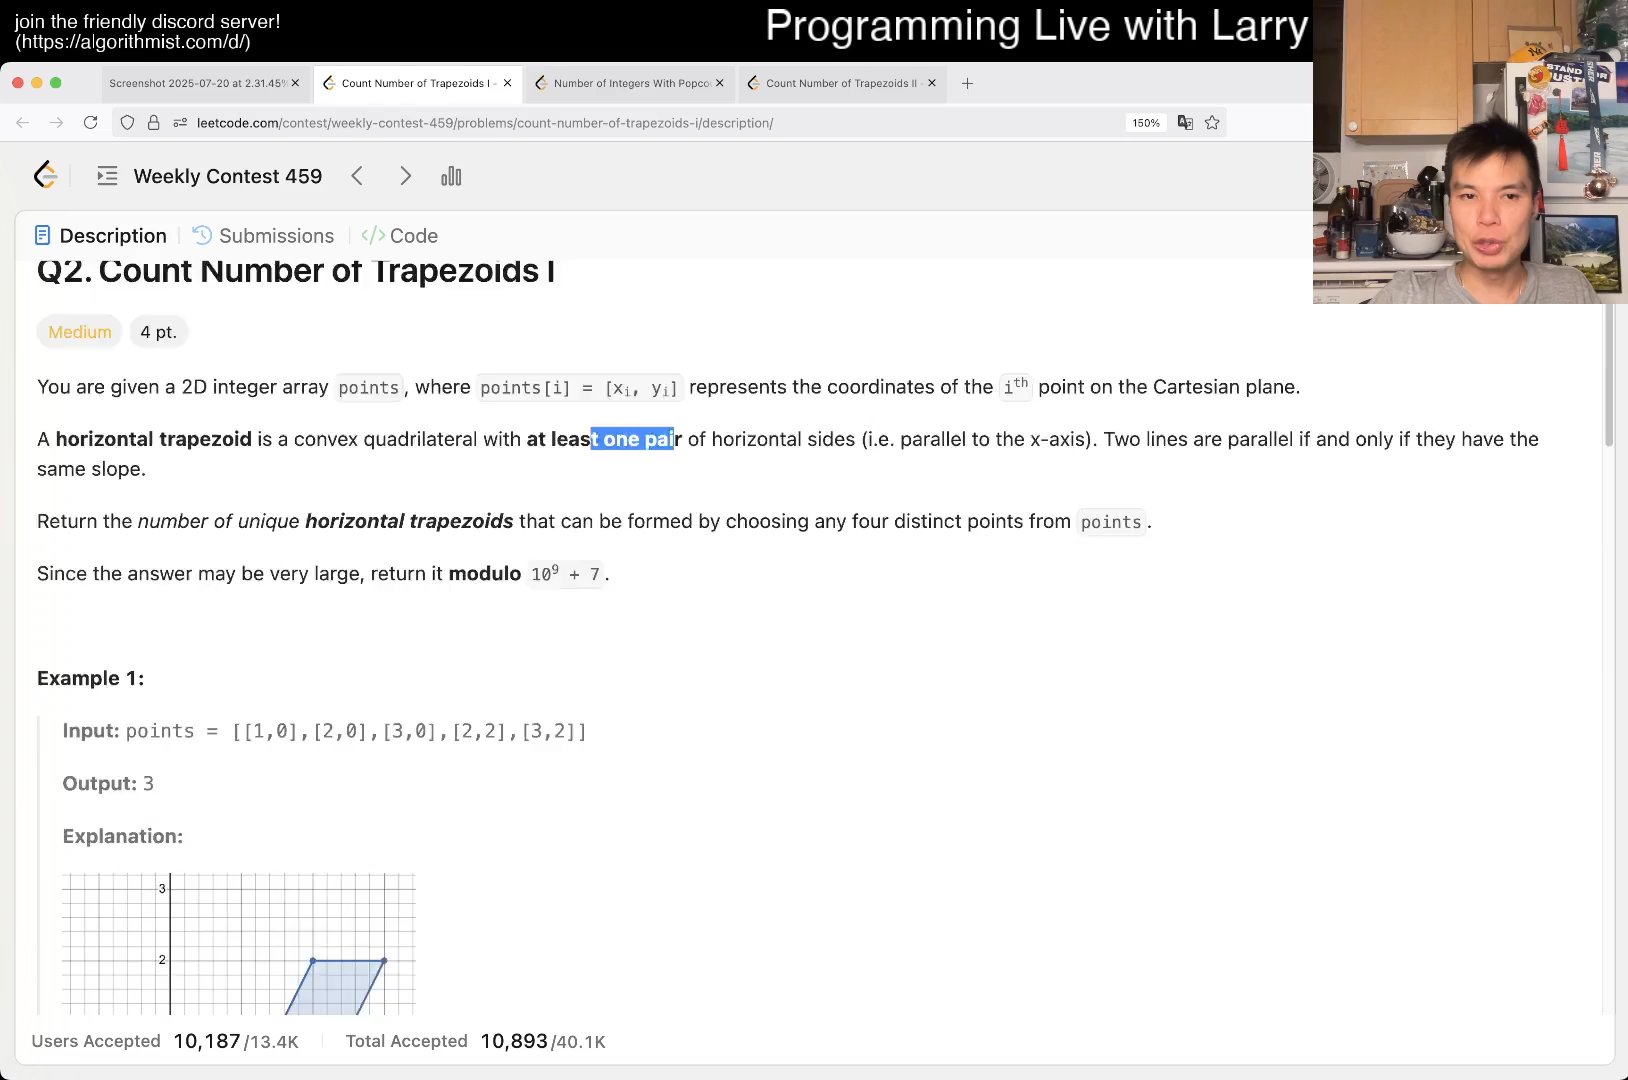 join the friendly discord server!
(https://algorithmist.com/d/)
Programming Live with Larry
Screenshot 2025-07-20 at 2.31.45
Count Number of Trapezoids I -
Number of Integers With Popco
Count Number of Trapezoids II -
leetcode.com/contest/weekly-contest-459/problems/count-number-of-trapezoids-i/description/
150%
Weekly Contest 459
Description
Submissions
Code
Q2. Count Number of Trapezoids I
Medium
4 pt.
You are given a 2D integer array points, where points[i] = [xᵢ, yᵢ] represents the coordinates of the iᵗʰ point on the Cartesian plane.
A horizontal trapezoid is a convex quadrilateral with at least one pair of horizontal sides (i.e. parallel to the x-axis). Two lines are parallel if and only if they have the
same slope.
Return the number of unique horizontal trapezoids that can be formed by choosing any four distinct points from points.
Since the answer may be very large, return it modulo 10⁹ + 7.
Example 1:
Input: points = [[1,0],[2,0],[3,0],[2,2],[3,2]]
Output: 3
Explanation:
3
2
Users Accepted 10,187/13.4K
Total Accepted 10,893/40.1K